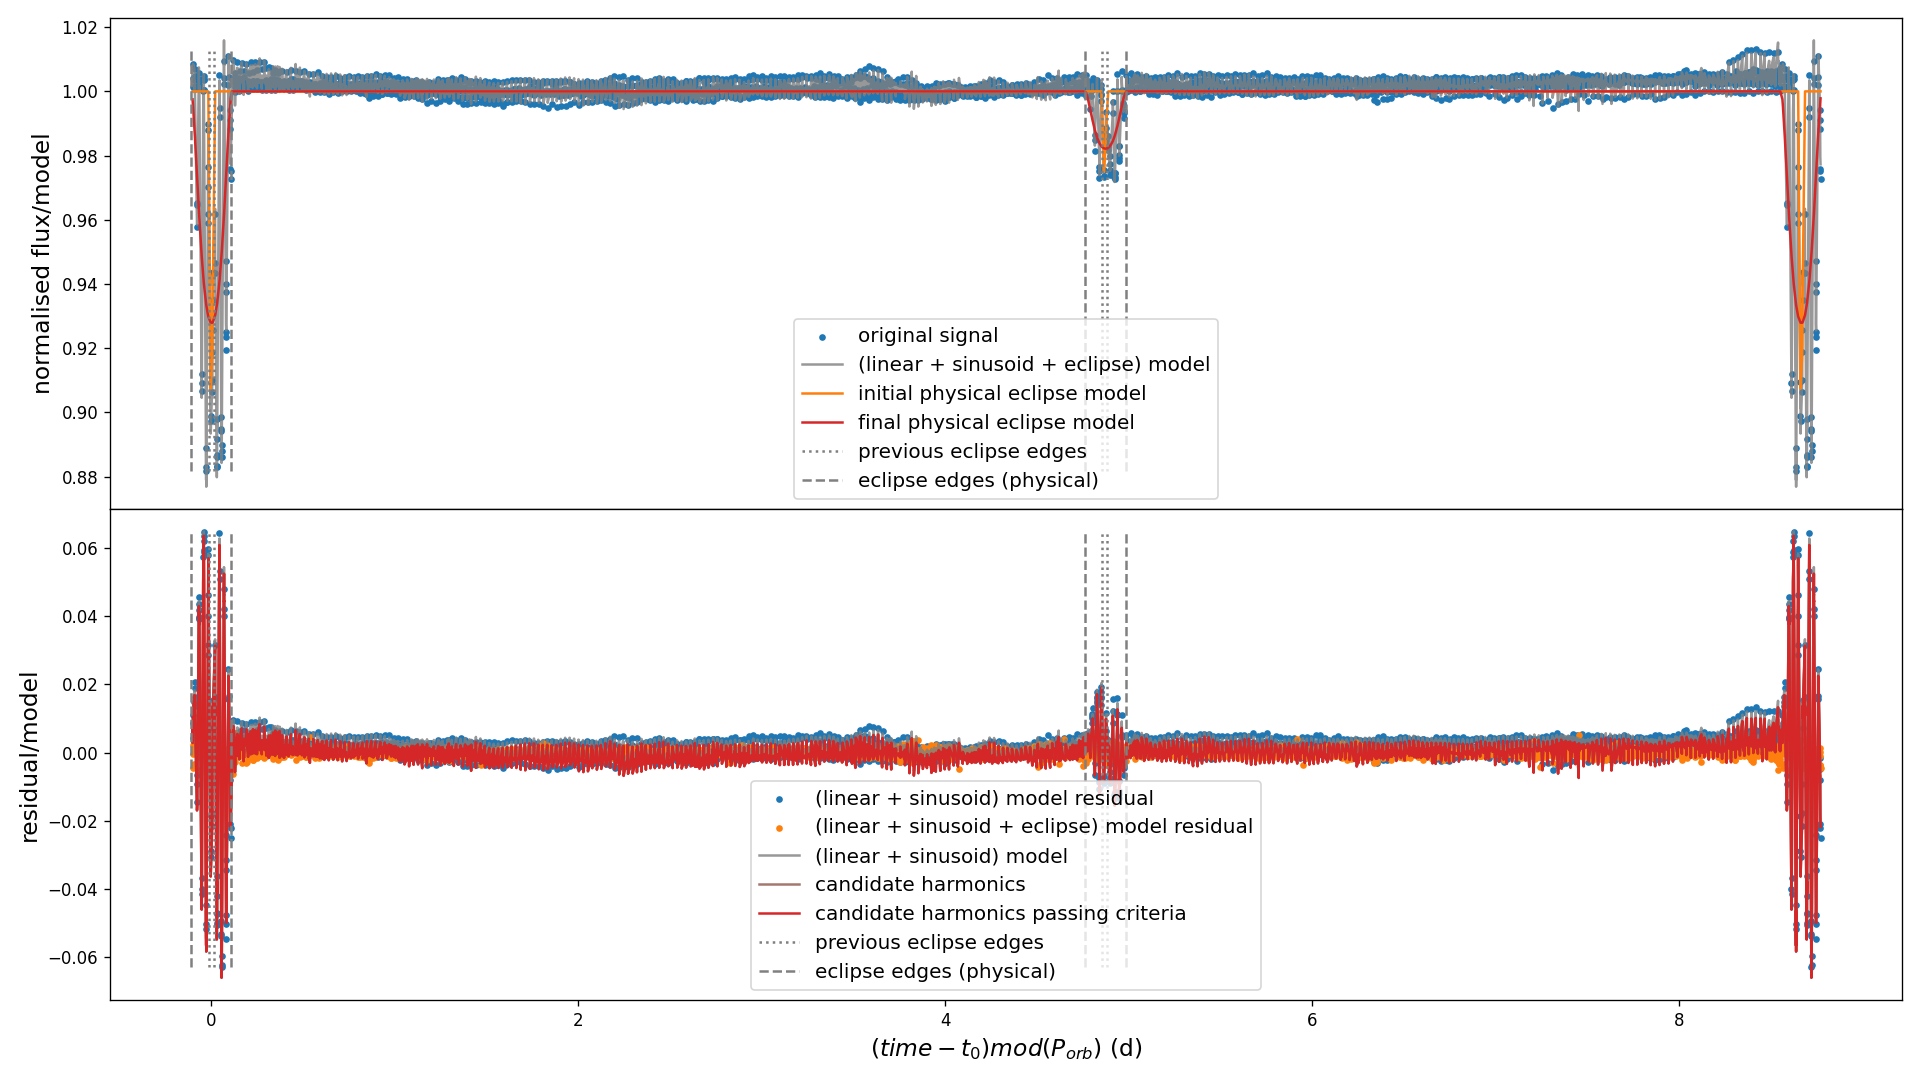 1.02
1.00
0.98
0.96
0.94
0.92
0.90
0.88
normalised flux/model
original signal
(linear + sinusoid + eclipse) model
initial physical eclipse model
final physical eclipse model
previous eclipse edges
eclipse edges (physical)
0.06
0.04
0.02
0.00
−0.02
−0.04
−0.06
residual/model
(linear + sinusoid) model residual
(linear + sinusoid + eclipse) model residual
(linear + sinusoid) model
candidate harmonics
candidate harmonics passing criteria
previous eclipse edges
eclipse edges (physical)
0 2 4 6 8
(time − t₀)mod(Pₒᵣb) (d)